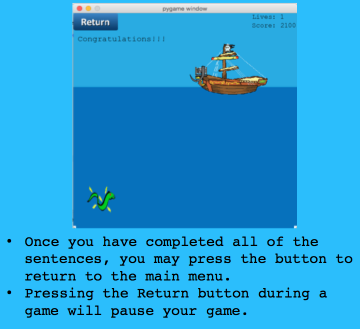 pygame window
Return
Lives: 1
Score: 2100
Congratulations!!!
• Once you have completed all of the
sentences, you may press the button to
return to the main menu.
• Pressing the Return button during a
game will pause your game.